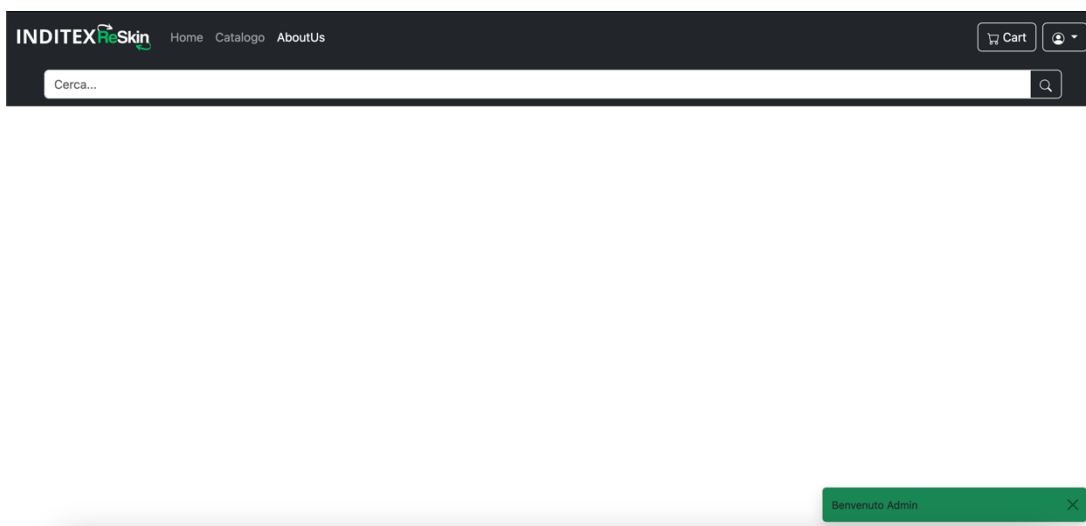 INDITEX ReSkin Home Catalogo AboutUs Cart
Cerca...
Benvenuto Admin